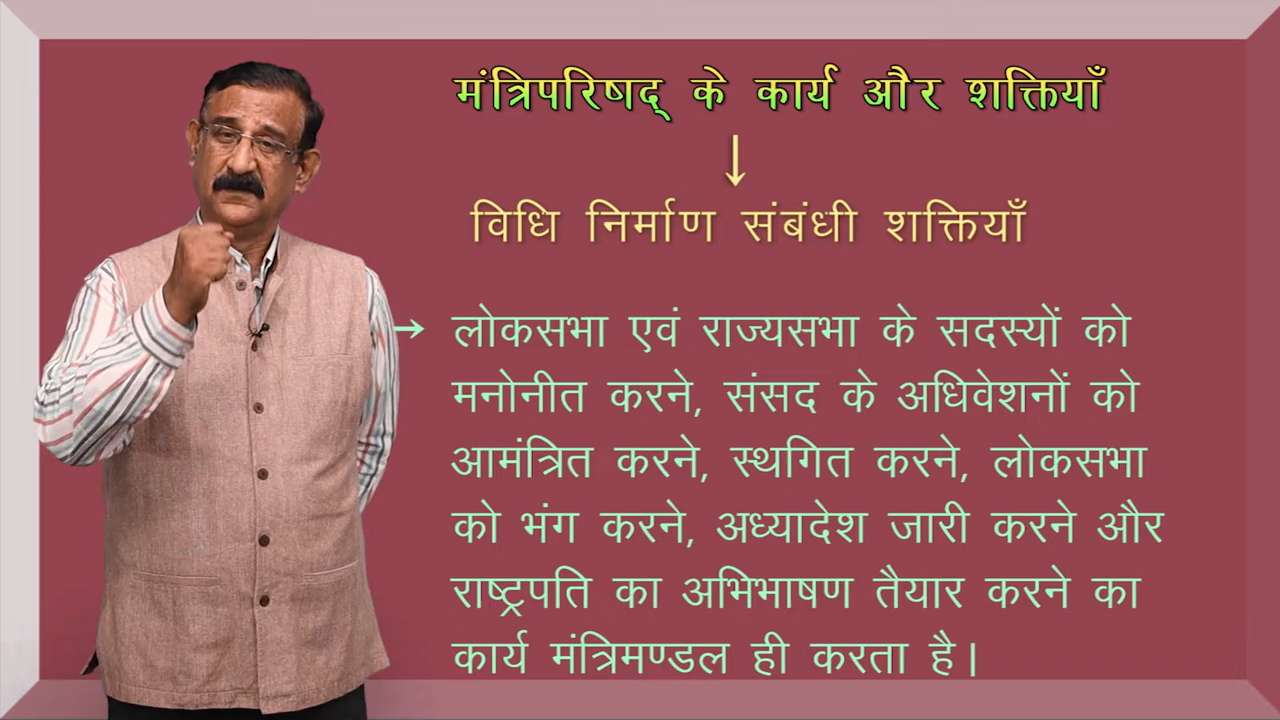 मंत्रिपरिषद् के कार्य और शक्तियाँ
↓
विधि निर्माण संबंधी शक्तियाँ
→ लोकसभा एवं राज्यसभा के सदस्यों को
मनोनीत करने, संसद के अधिवेशनों को
आमंत्रित करने, स्थगित करने, लोकसभा
को भंग करने, अध्यादेश जारी करने और
राष्ट्रपति का अभिभाषण तैयार करने का
कार्य मंत्रिमण्डल ही करता है।